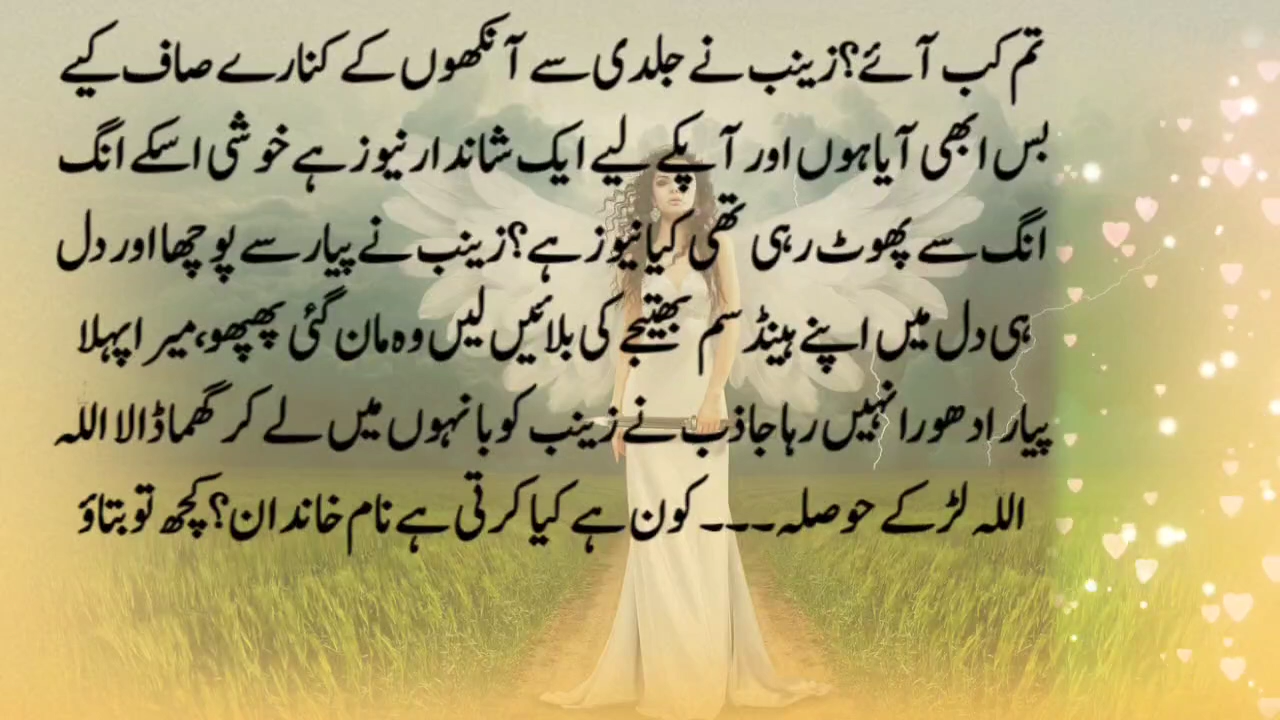 تم کب آئے؟ زینب نے جلدی سے آنکھوں کے کنارے صاف کیے
بس ابھی آیا ہوں اور آپکے لیے ایک شاندار نیوز ہے خوشی اسکے انگ
انگ سے پھوٹ رہی تھی کیا نیوز ہے؟ زینب نے پیار سے پوچھا اور دل
ہی دل میں اپنے ہینڈسم بھتیجے کی بلائیں لیں وہ مان گئی پھپھو، میرا پہلا
پیار ادھورا نہیں رہا جاذب نے زینب کو بانہوں میں لے کر گھما ڈالا اللہ
اللہ لڑکے حوصلہ ۔۔۔ کون ہے کیا کرتی ہے نام خاندان؟ کچھ تو بتاؤ